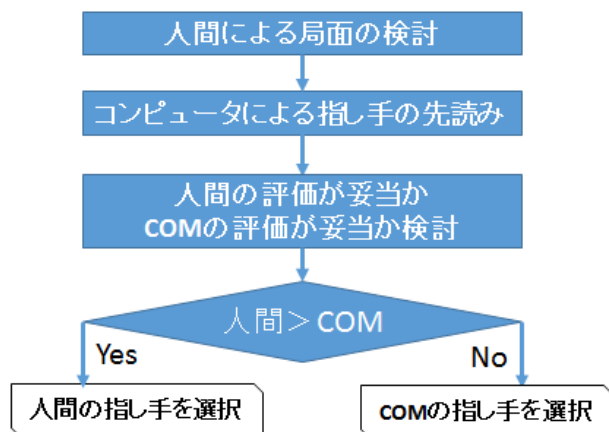 人間による局面の検討
コンピュータによる指し手の先読み
人間の評価が妥当か
COMの評価が妥当か検討
人間＞COM
Yes
No
人間の指し手を選択
COMの指し手を選択